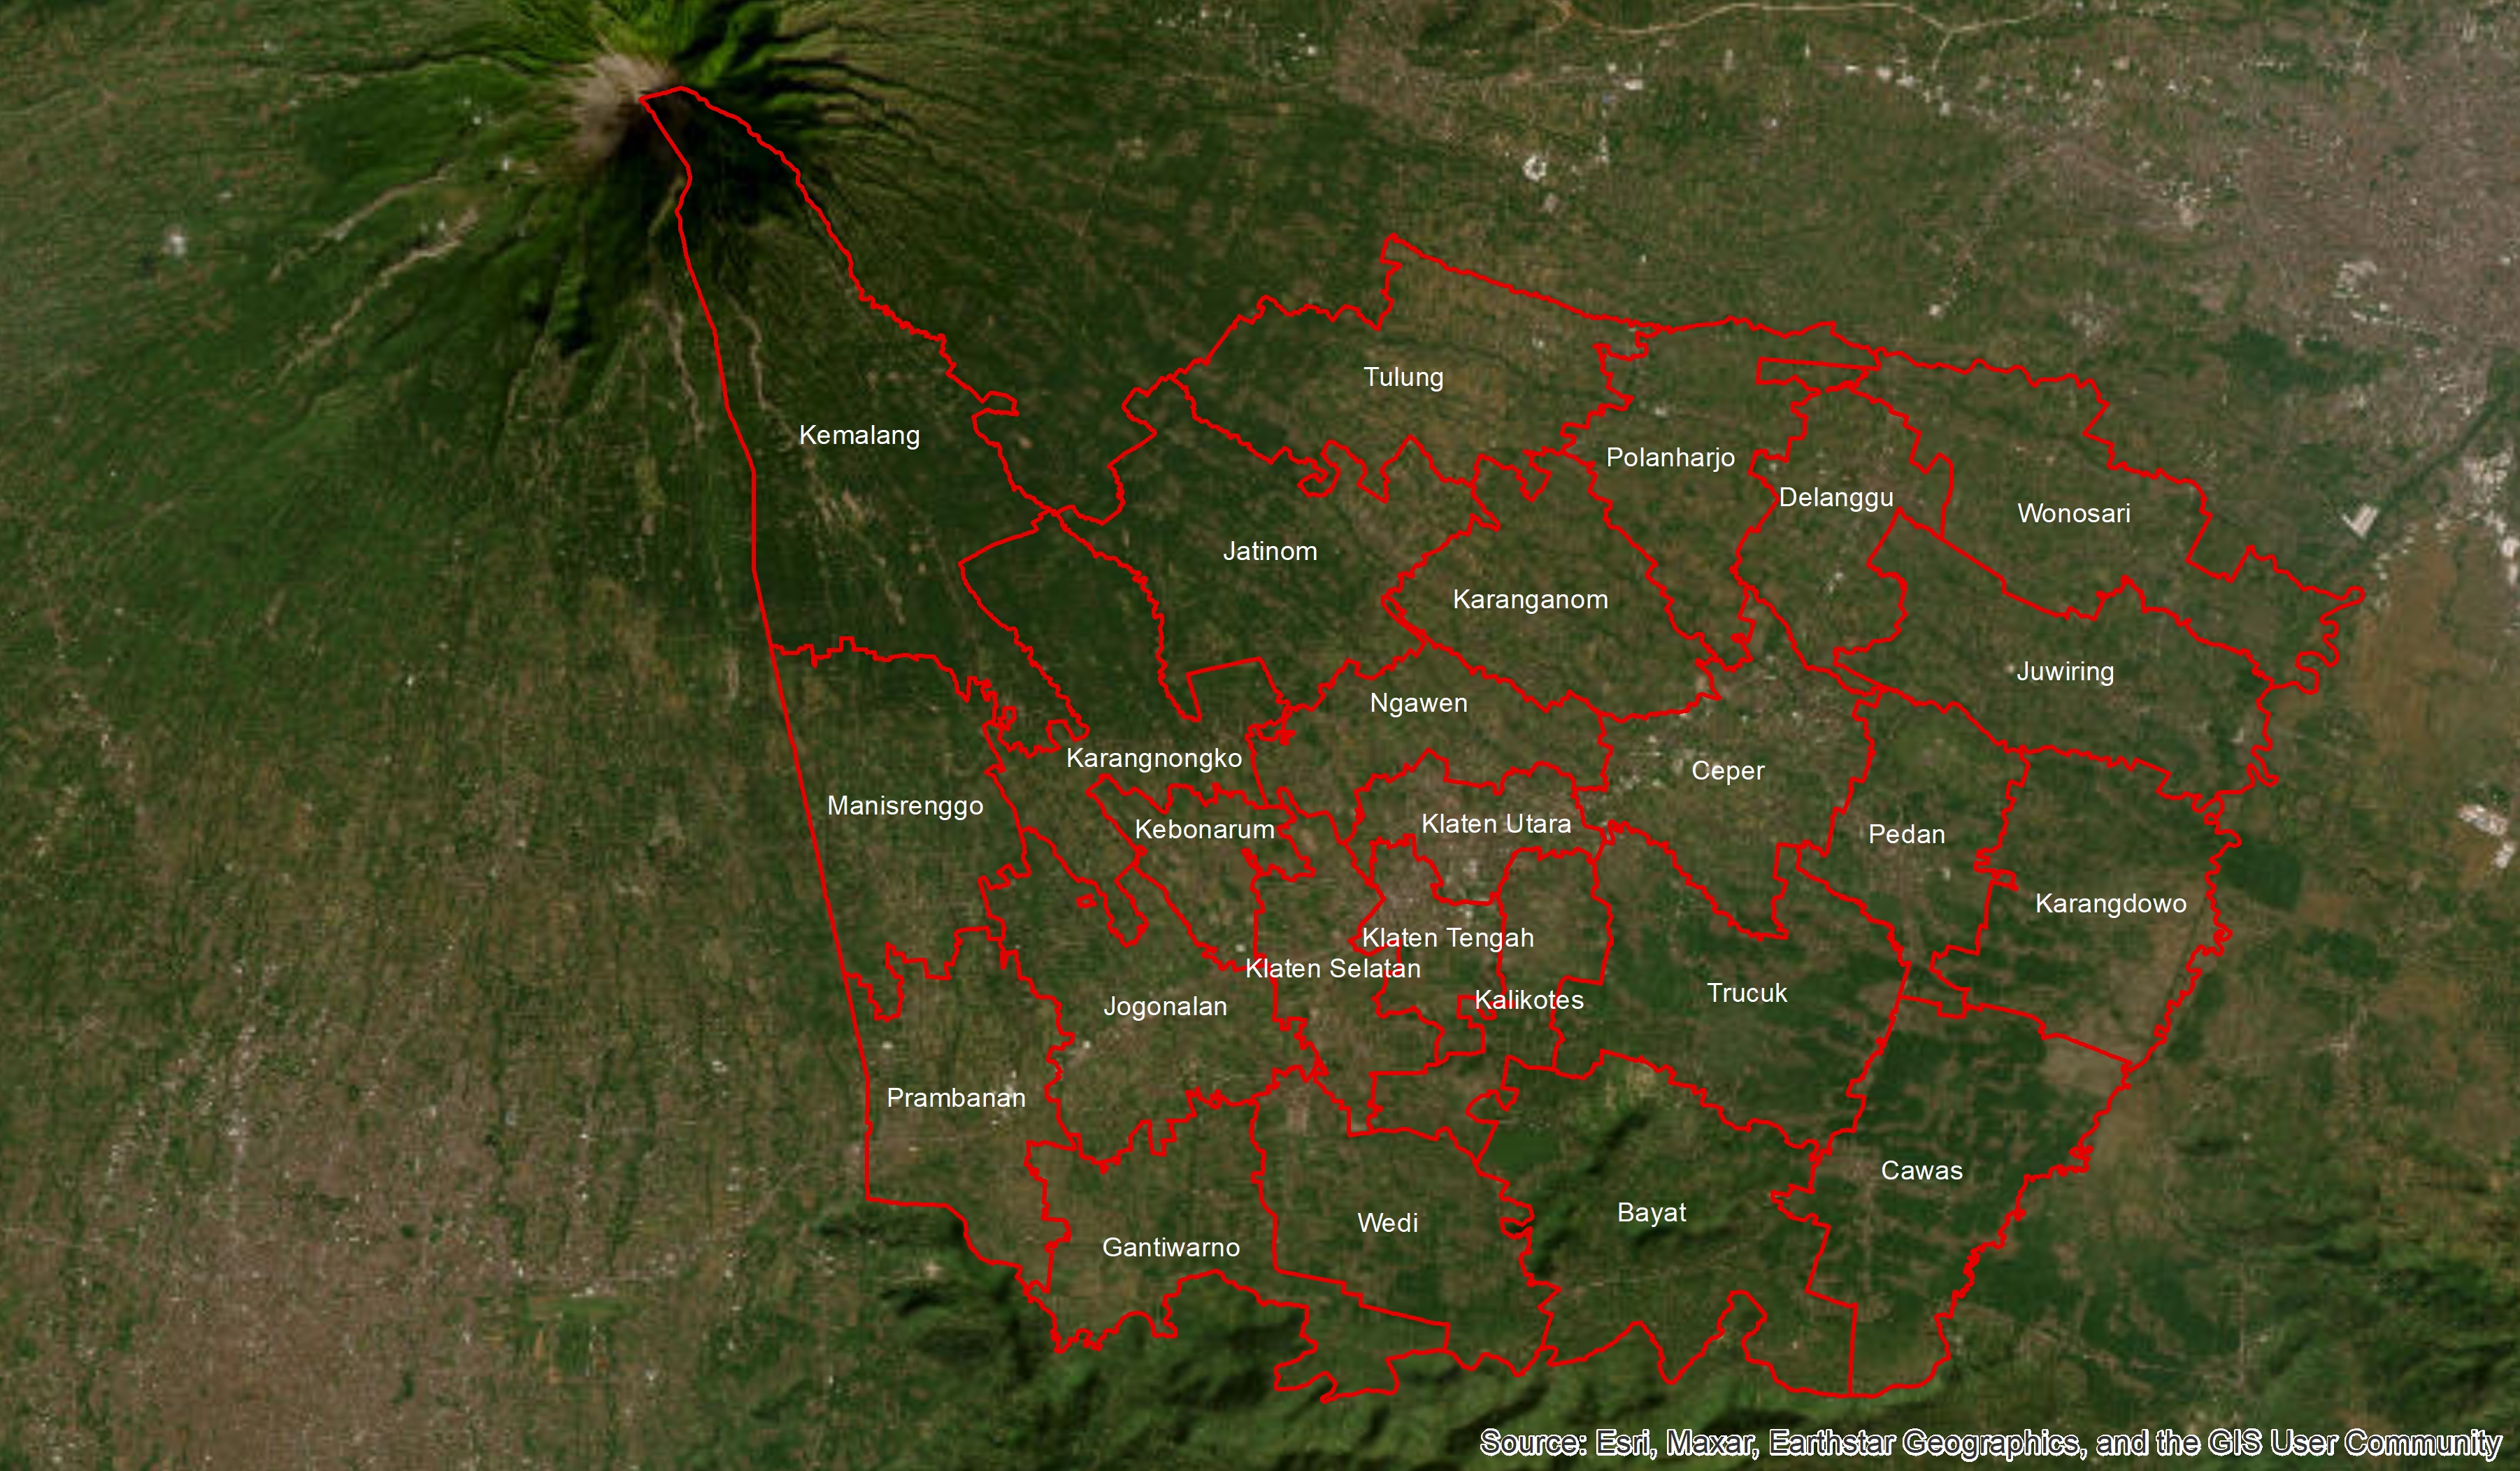 Tulung
Kemalang
Polanharjo
Delanggu
Wonosari
Jatinom
Karanganom
Juwiring
Ngawen
Karangnongko
Ceper
Manisrenggo
Klaten Utara
Kebonarum
Pedan
Karangdowo
Klaten Tengah
Klaten Selatan
Trucuk
Kalikotes
Jogonalan
Prambanan
Cawas
Bayat
Wedi
Gantiwarno
Source: Esri, Maxar, Earthstar Geographics, and the GIS User Community